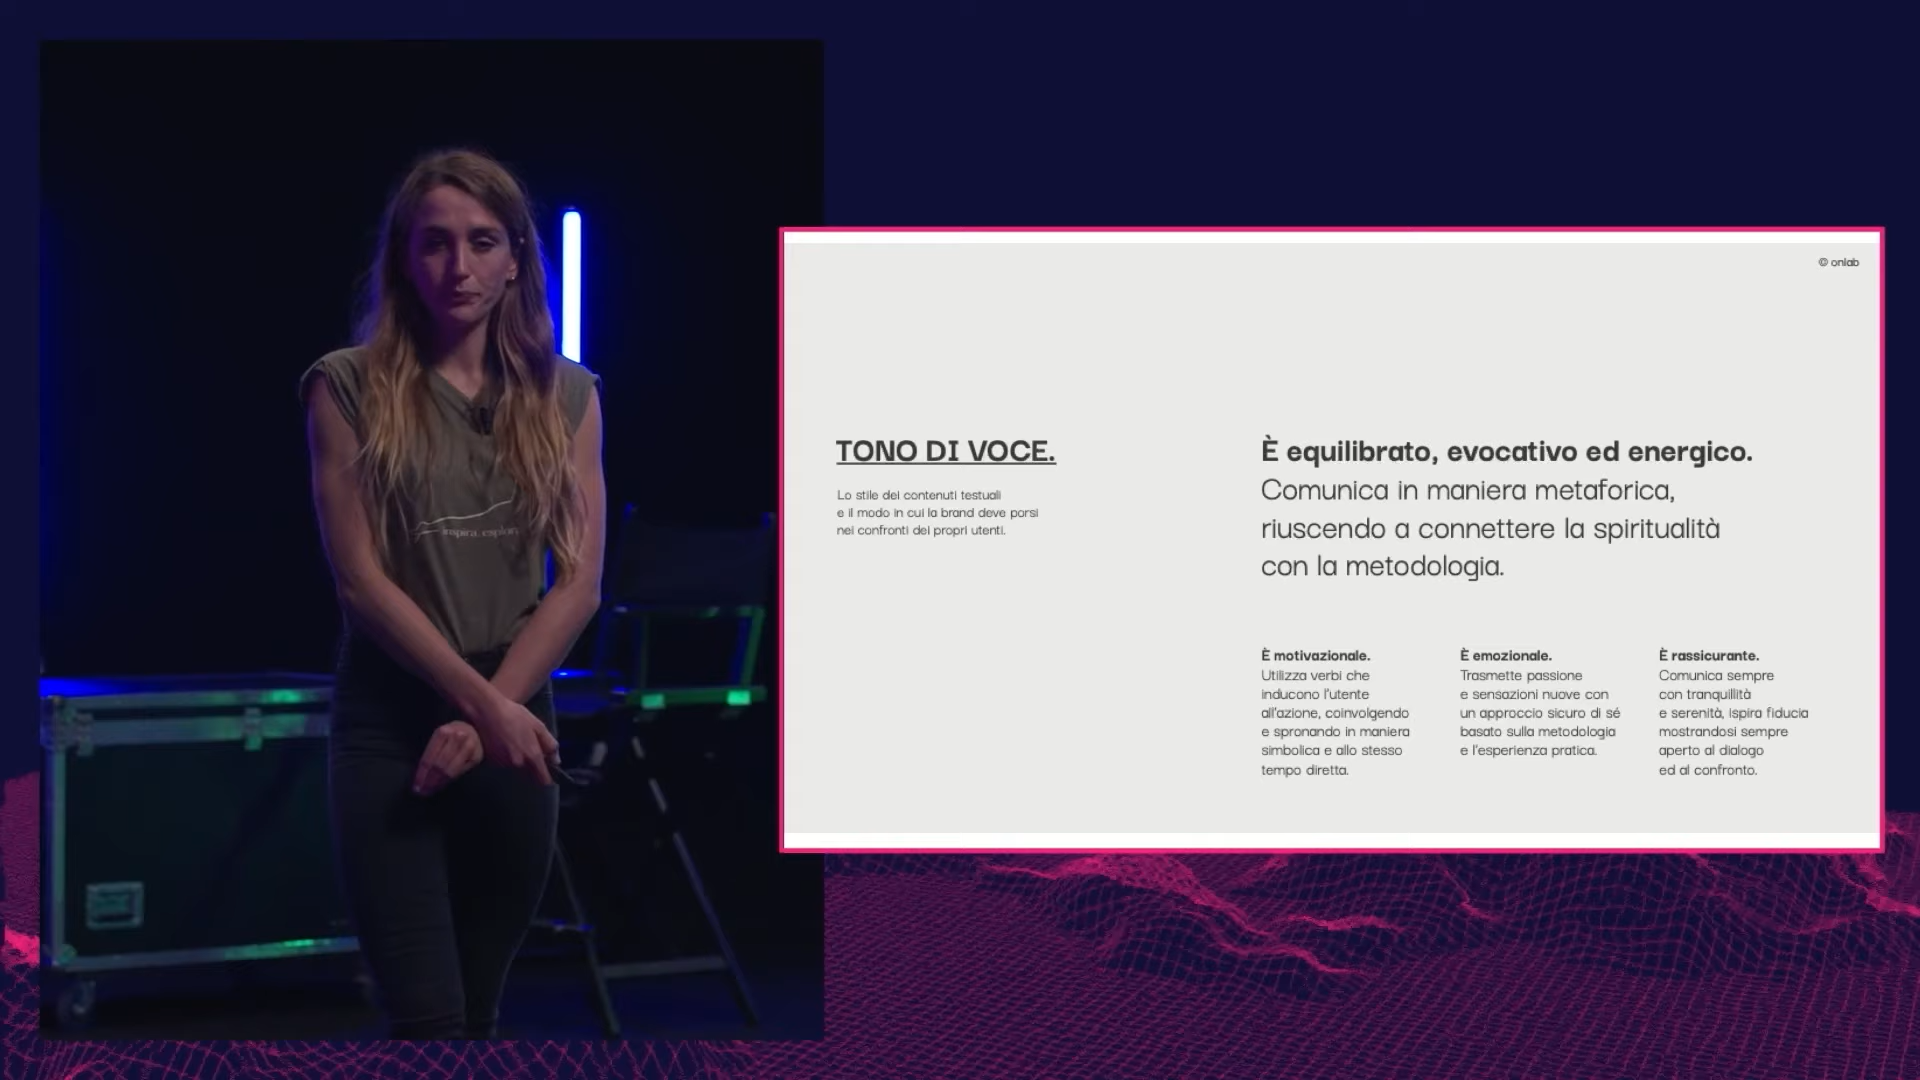 © onlab
TONO DI VOCE.
Lo stile dei contenuti testuali
e il modo in cui la brand deve porsi
nei confronti dei propri utenti.
È equilibrato, evocativo ed energico.
Comunica in maniera metaforica,
riuscendo a connettere la spiritualità
con la metodologia.
È motivazionale.
Utilizza verbi che
inducono l'utente
all'azione, coinvolgendo
e spronando in maniera
simbolica e allo stesso
tempo diretta.
È emozionale.
Trasmette passione
e sensazioni nuove con
un approccio sicuro di sé
basato sulla metodologia
e l'esperienza pratica.
È rassicurante.
Comunica sempre
con tranquillità
e serenità, ispira fiducia
mostrandosi sempre
aperto al dialogo
ed al confronto.
inspira.